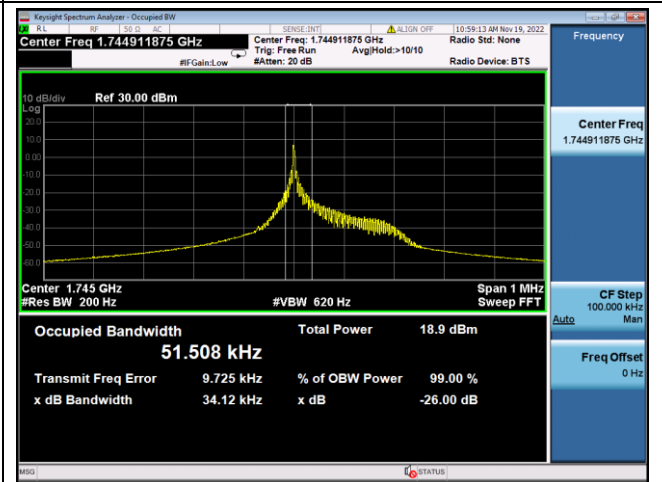 Keysight Spectrum Analyzer - Occupied BW
RL RF 50 Ω AC SENSE:INT ALIGN OFF 10:59:13 AM Nov 19, 2022
Center Freq 1.744911875 GHz Center Freq: 1.744911875 GHz Radio Std: None
Trig: Free Run Avg|Hold:>10/10
#IFGain:Low #Atten: 20 dB Radio Device: BTS
10 dB/div Ref 30.00 dBm
Log
20.0
10.0
0.00
-10.0
-20.0
-30.0
-40.0
-50.0
-60.0
Center 1.745 GHz Span 1 MHz
#Res BW 200 Hz #VBW 620 Hz Sweep FFT
Occupied Bandwidth Total Power 18.9 dBm
51.508 kHz
Transmit Freq Error 9.725 kHz % of OBW Power 99.00 %
x dB Bandwidth 34.12 kHz x dB -26.00 dB
MSG STATUS
Frequency
Center Freq
1.744911875 GHz
CF Step
100.000 kHz
Auto Man
Freq Offset
0 Hz